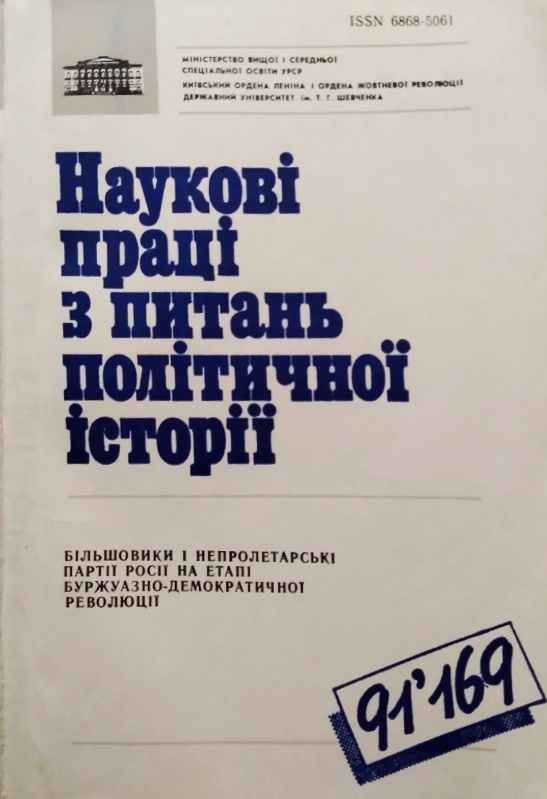 ISSN 6868-5061
МІНІСТЕРСТВО ВИЩОЇ І СЕРЕДНЬОЇ
СПЕЦІАЛЬНОЇ ОСВІТИ УРСР
КИЇВСЬКИЙ ОРДЕНА ЛЕНІНА І ОРДЕНА ЖОВТНЕВОЇ РЕВОЛЮЦІЇ
ДЕРЖАВНИЙ УНІВЕРСИТЕТ ім. Т. Г. ШЕВЧЕНКА
Наукові
праці
з питань
політичної
історії
БІЛЬШОВИКИ І НЕПРОЛЕТАРСЬКІ
ПАРТІЇ РОСІЇ НА ЕТАПІ
БУРЖУАЗНО-ДЕМОКРАТИЧНОЇ
РЕВОЛЮЦІЇ
91'169